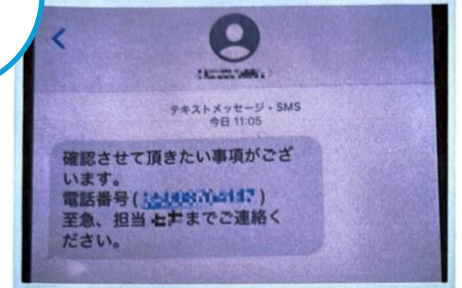 テキストメッセージ・SMS
今日 11:05
確認させて頂きたい事項がござ
います。
電話番号(
)
至急、担当
までご連絡く
ださい。